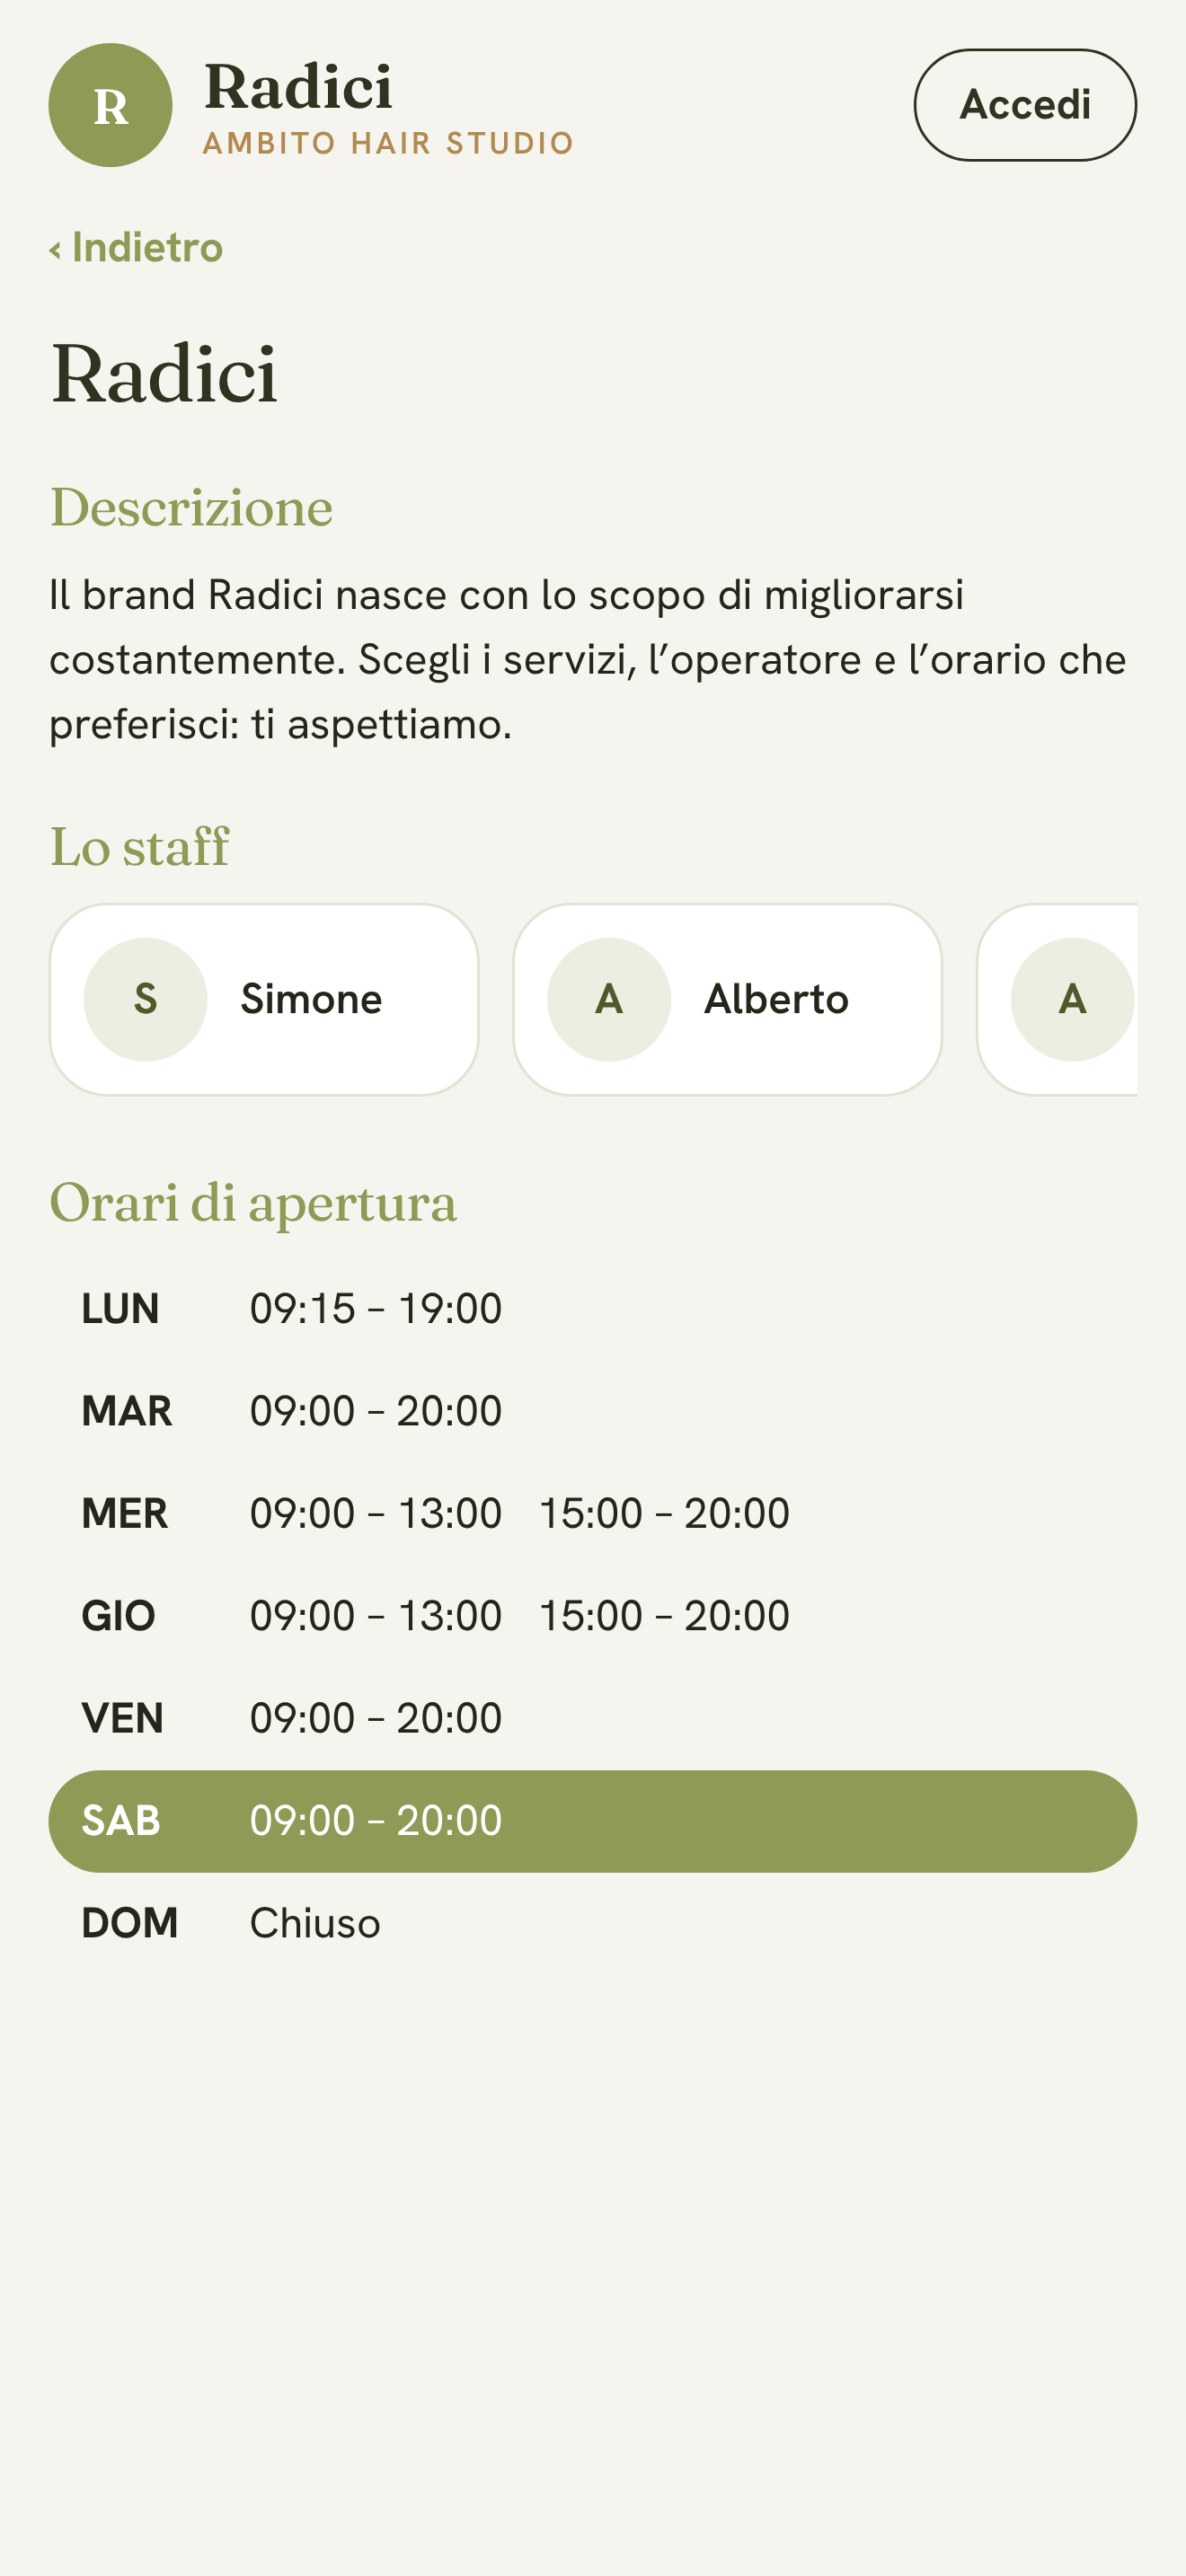 R
Radici
AMBITO HAIR STUDIO
Accedi
‹ Indietro
Radici
Descrizione
Il brand Radici nasce con lo scopo di migliorarsi
costantemente. Scegli i servizi, l’operatore e l’orario che
preferisci: ti aspettiamo.
Lo staff
S Simone
A Alberto
A
Orari di apertura
LUN 09:15 – 19:00
MAR 09:00 – 20:00
MER 09:00 – 13:00 15:00 – 20:00
GIO 09:00 – 13:00 15:00 – 20:00
VEN 09:00 – 20:00
SAB 09:00 – 20:00
DOM Chiuso